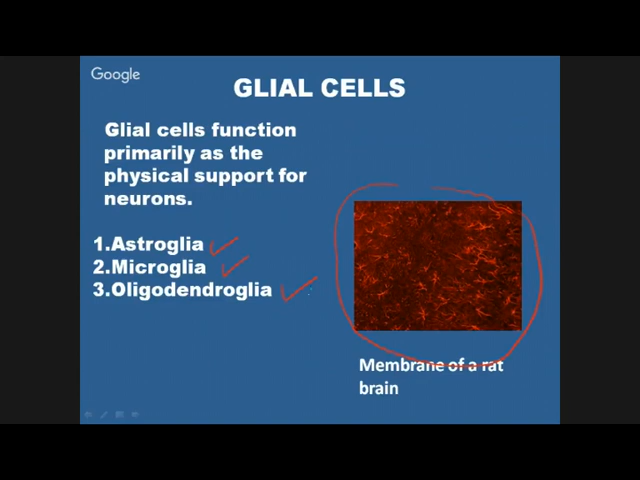 Google
GLIAL CELLS
Glial cells function
primarily as the
physical support for
neurons.
1.Astroglia
2.Microglia
3.Oligodendroglia
Membrane of a rat
brain